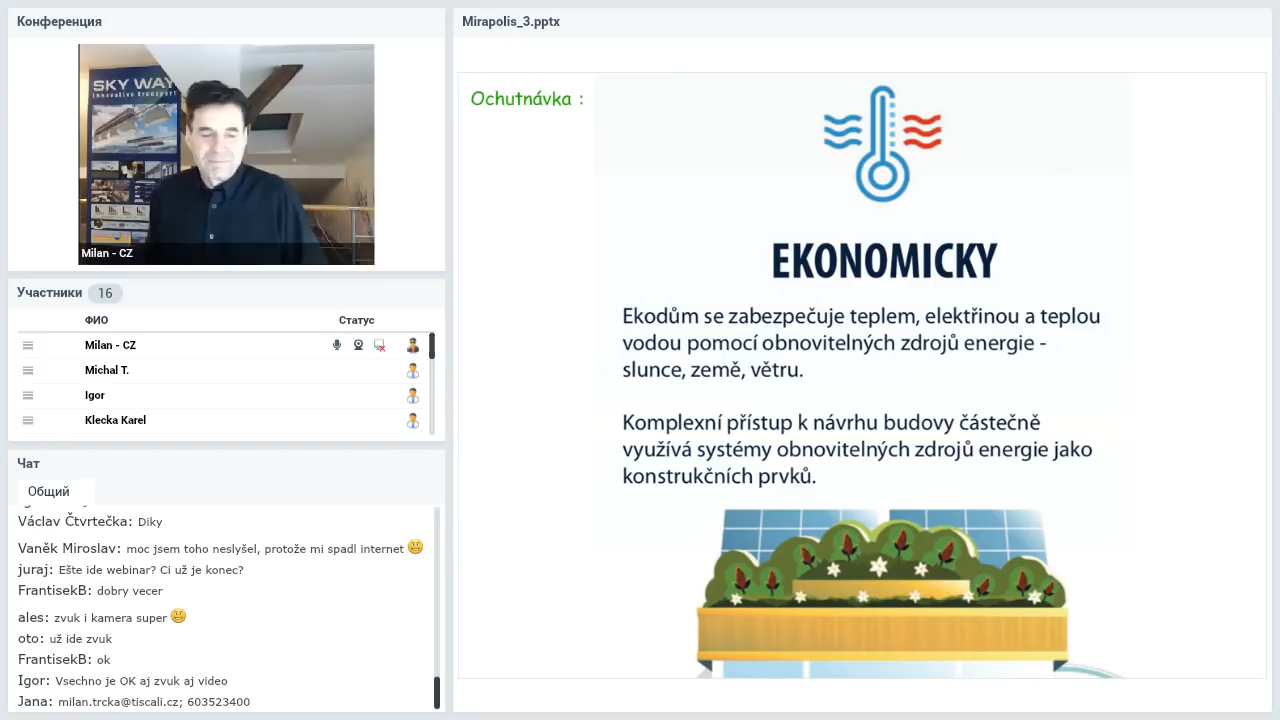 Конференция
SKY WAY
Innovative transport
Milan - CZ
Участники 16
ФИО Статус
Milan - CZ
Michal T.
Igor
Klecka Karel
Чат
Общий
Václav Čtvrtečka: Diky
Vaněk Miroslav: moc jsem toho neslyšel, protože mi spadl internet
juraj: Ešte ide webinar? Ci už je konec?
FrantisekB: dobry vecer
ales: zvuk i kamera super
oto: už ide zvuk
FrantisekB: ok
Igor: Vsechno je OK aj zvuk aj video
Jana: milan.trcka@tiscali.cz; 603523400
Mirapolis_3.pptx
Ochutnávka :
EKONOMICKY
Ekodům se zabezpečuje teplem, elektřinou a teplou
vodou pomocí obnovitelných zdrojů energie -
slunce, země, větru.
Komplexní přístup k návrhu budovy částečně
využívá systémy obnovitelných zdrojů energie jako
konstrukčních prvků.